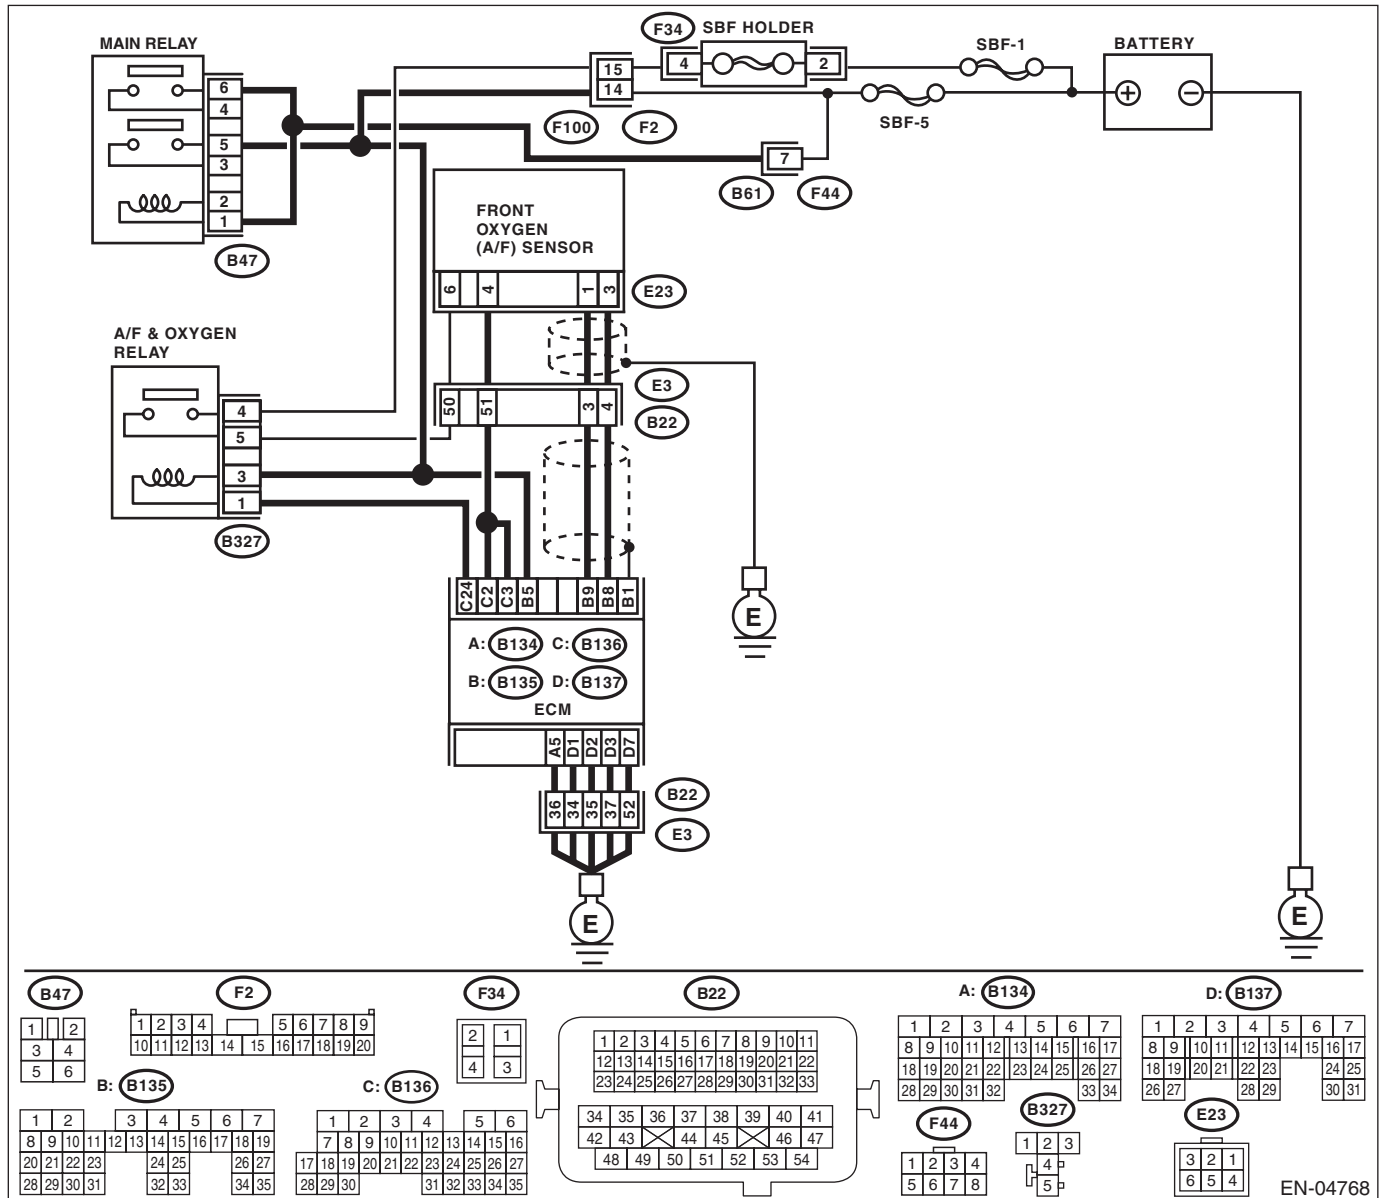 F34 SBF HOLDER
MAIN RELAY
SBF-1
BATTERY
4 2
15
14
6
4
5
3
2
1
SBF-5
F100 F2
7
B61 F44
B47
FRONT
OXYGEN
(A/F) SENSOR
6 4 1 3
E23
A/F & OXYGEN
RELAY
4
5
3
1
B327
E3
50 51 3 4
B22
C24 C2 C3 B5 B9 B8 B1
A: B134 C: B136
B: B135 D: B137
ECM
E
A5 D1 D2 D3 D7
36 34 35 37 52
B22
E3
E
E
B47
1 2
3 4
5 6
F2
1 2 3 4 5 6 7 8 9
10 11 12 13 14 15 16 17 18 19 20
F34
2 1
4 3
B22
1 2 3 4 5 6 7 8 9 10 11
12 13 14 15 16 17 18 19 20 21 22
23 24 25 26 27 28 29 30 31 32 33
34 35 36 37 38 39 40 41
42 43 44 45 46 47
48 49 50 51 52 53 54
A: B134
1 2 3 4 5 6 7
8 9 10 11 12 13 14 15 16 17
18 19 20 21 22 23 24 25 26 27
28 29 30 31 32 33 34
D: B137
1 2 3 4 5 6 7
8 9 10 11 12 13 14 15 16 17
18 19 20 21 22 23 24 25
26 27 28 29 30 31
B: B135
1 2 3 4 5 6 7
8 9 10 11 12 13 14 15 16 17 18 19
20 21 22 23 24 25 26 27
28 29 30 31 32 33 34 35
C: B136
1 2 3 4 5 6
7 8 9 10 11 12 13 14 15 16
17 18 19 20 21 22 23 24 25 26 27
28 29 30 31 32 33 34 35
F44
1 2 3 4
5 6 7 8
B327
1 2 3
4
5
E23
3 2 1
6 5 4
EN-04768